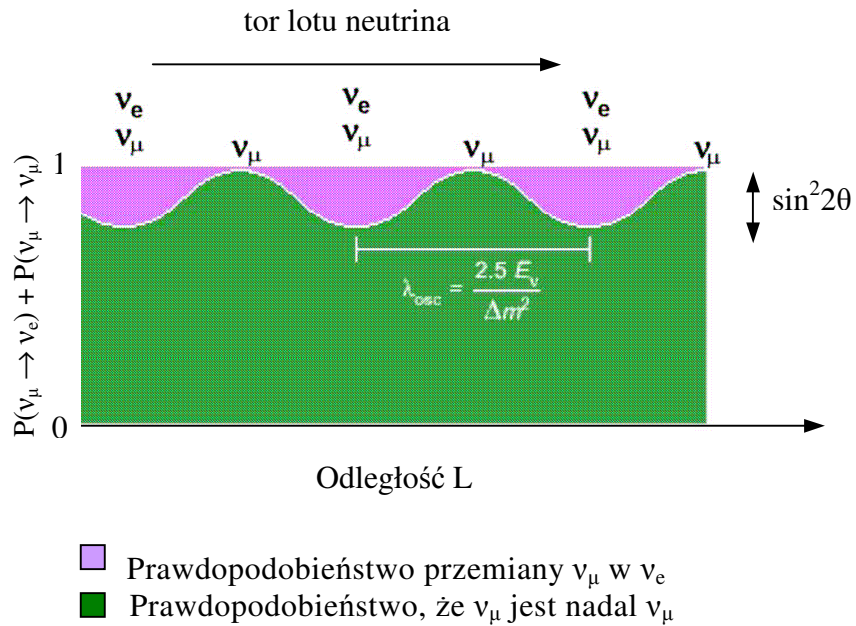 tor lotu neutrina
νe νe νe
νμ νμ νμ νμ νμ νμ
P(νμ → νe) + P(νμ → νμ)
1
sin²2θ
λosc = 2.5 Eν / Δm²
0
Odległość L
Prawdopodobieństwo przemiany νμ w νe
Prawdopodobieństwo, że νμ jest nadal νμ